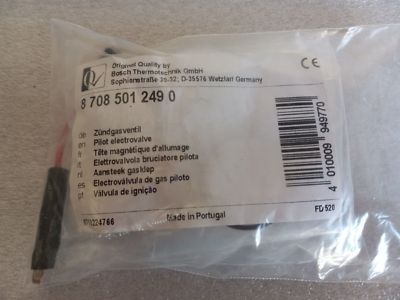 Original Quality by
Bosch Thermotechnik GmbH
Sophienstraße 30-32; D-35576 Wetzlar/ Germany
CE
8 708 501 249 0
de Zündgasventil
en Pilot electrovalve
fr Tête magnétique d'allumage
it Elettrovalvola bruciatore pilota
nl Aansteek gasklep
es Electroválvula de gas piloto
pt Válvula de ignição
Made in Portugal
FD 520
4 010009 949770